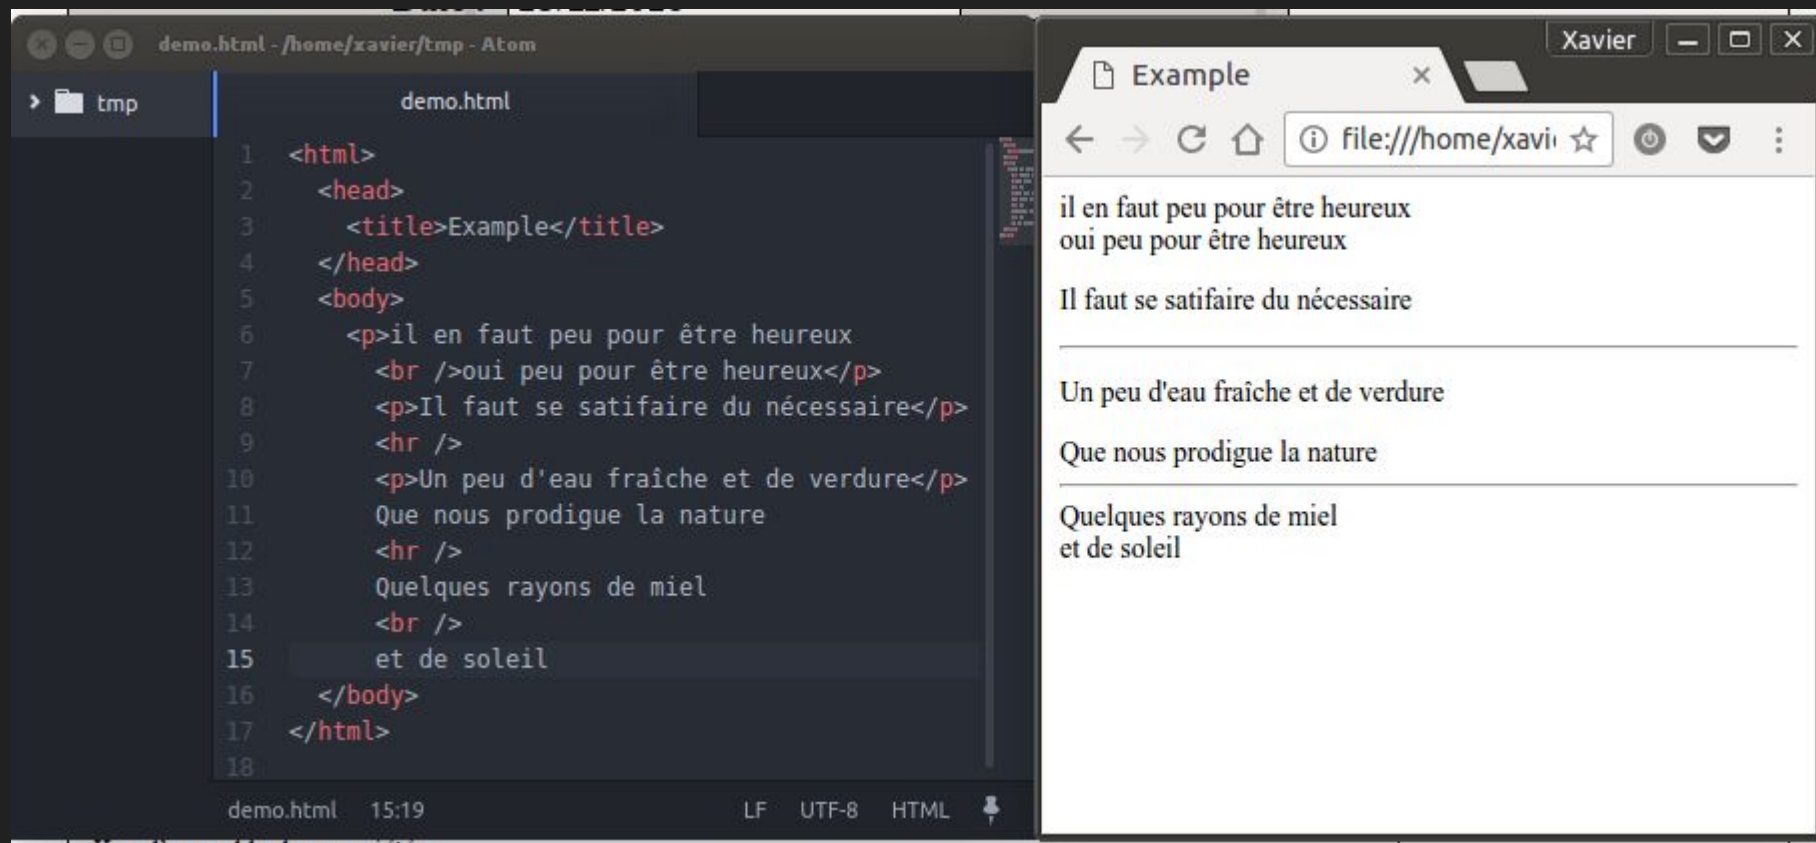 demo.html - /home/xavier/tmp - Atom
tmp
demo.html
1 <html>
2 <head>
3 <title>Example</title>
4 </head>
5 <body>
6 <p>il en faut peu pour être heureux
7 <br />oui peu pour être heureux</p>
8 <p>Il faut se satifaire du nécessaire</p>
9 <hr />
10 <p>Un peu d'eau fraîche et de verdure</p>
11 Que nous prodigue la nature
12 <hr />
13 Quelques rayons de miel
14 <br />
15 et de soleil
16 </body>
17 </html>
18
demo.html 15:19 LF UTF-8 HTML
Xavier
Example
file:///home/xavi
il en faut peu pour être heureux
oui peu pour être heureux
Il faut se satifaire du nécessaire
Un peu d'eau fraîche et de verdure
Que nous prodigue la nature
Quelques rayons de miel
et de soleil